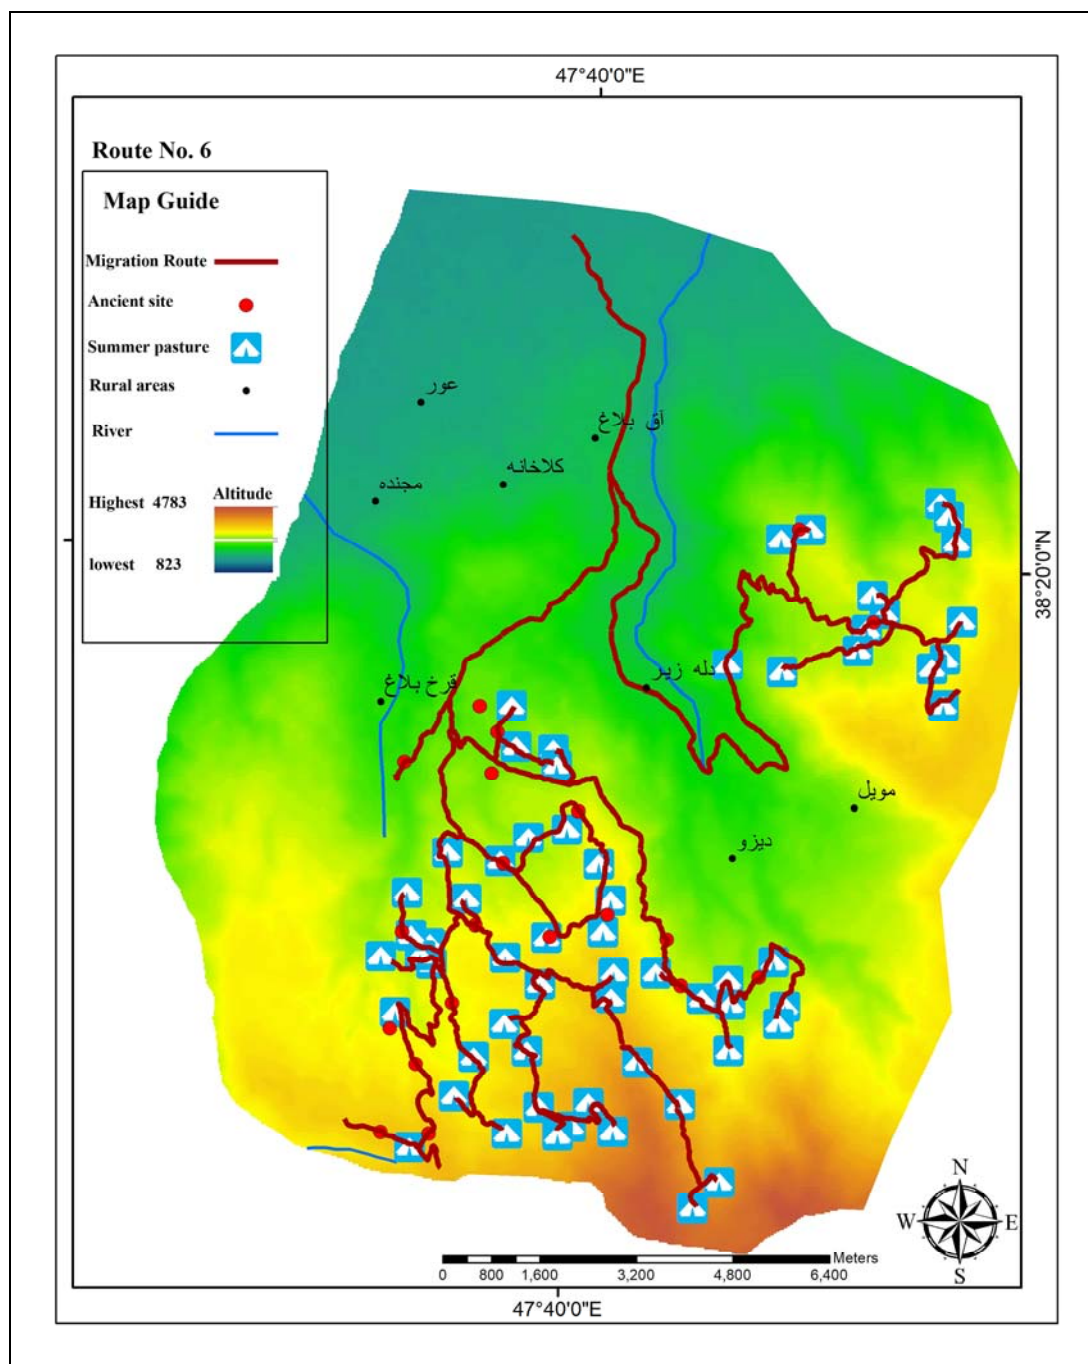 47°40'0"E
Route No. 6
Map Guide
Migration Route
Ancient site
Summer pasture
Rural areas
River
Highest 4783
Altitude
lowest 823
عور
آق بلاغ
کلاخانه
مجنده
38°20'0"N
دله زیر
قرخ بلاغ
مویل
دیزو
N
W E
S
Meters
0 800 1,600 3,200 4,800 6,400
47°40'0"E